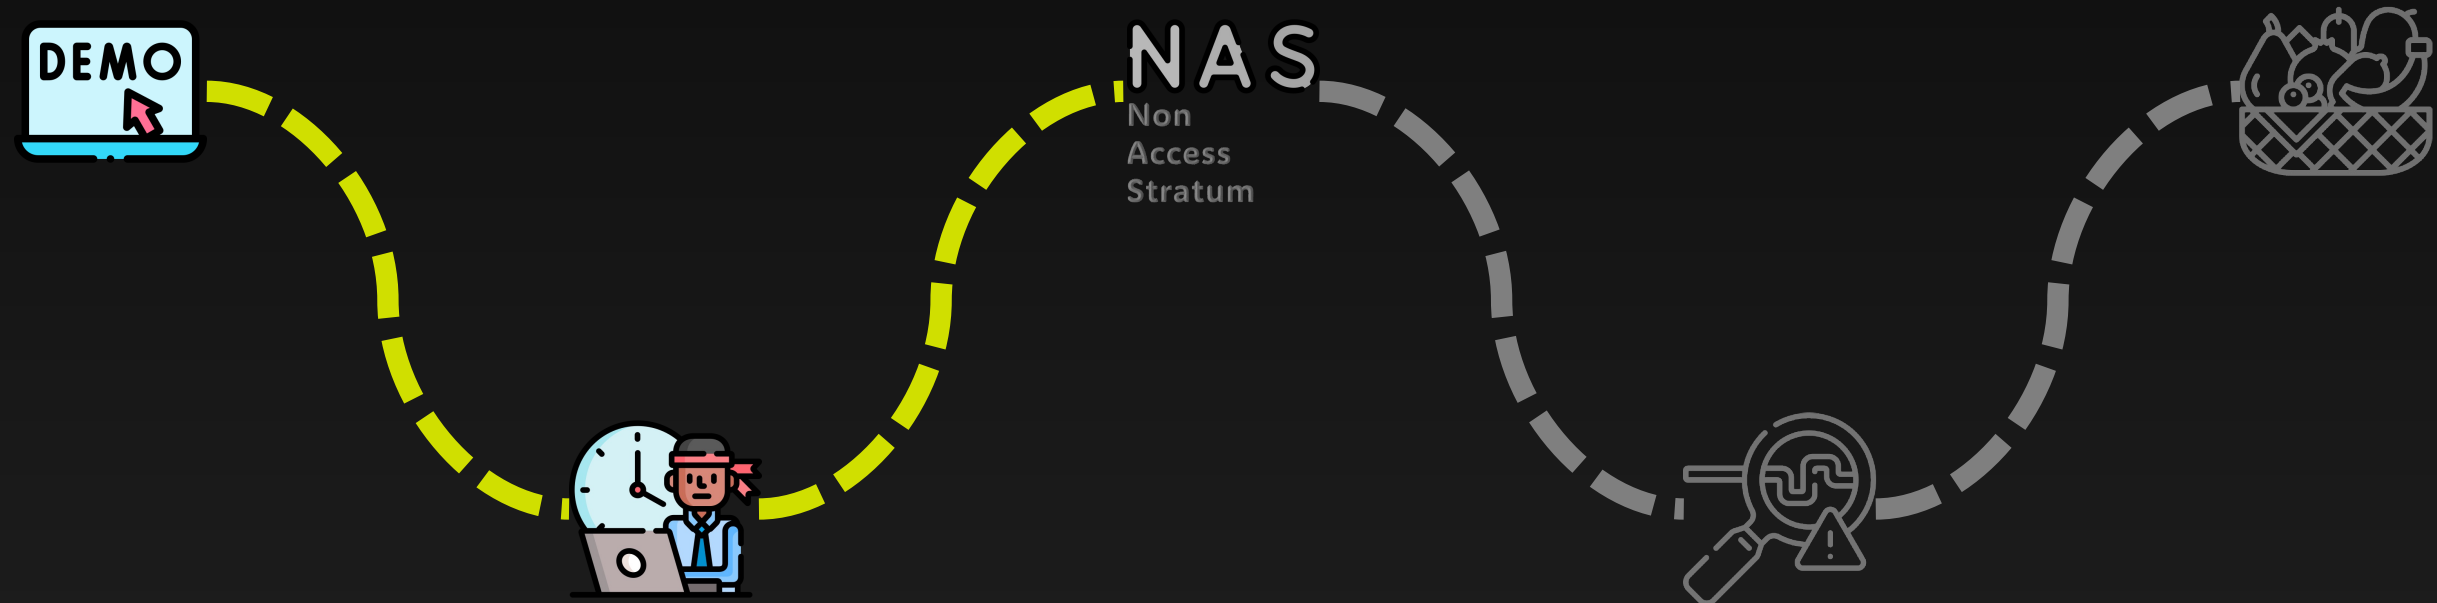 DEMO
NAS
Non
Access
Stratum